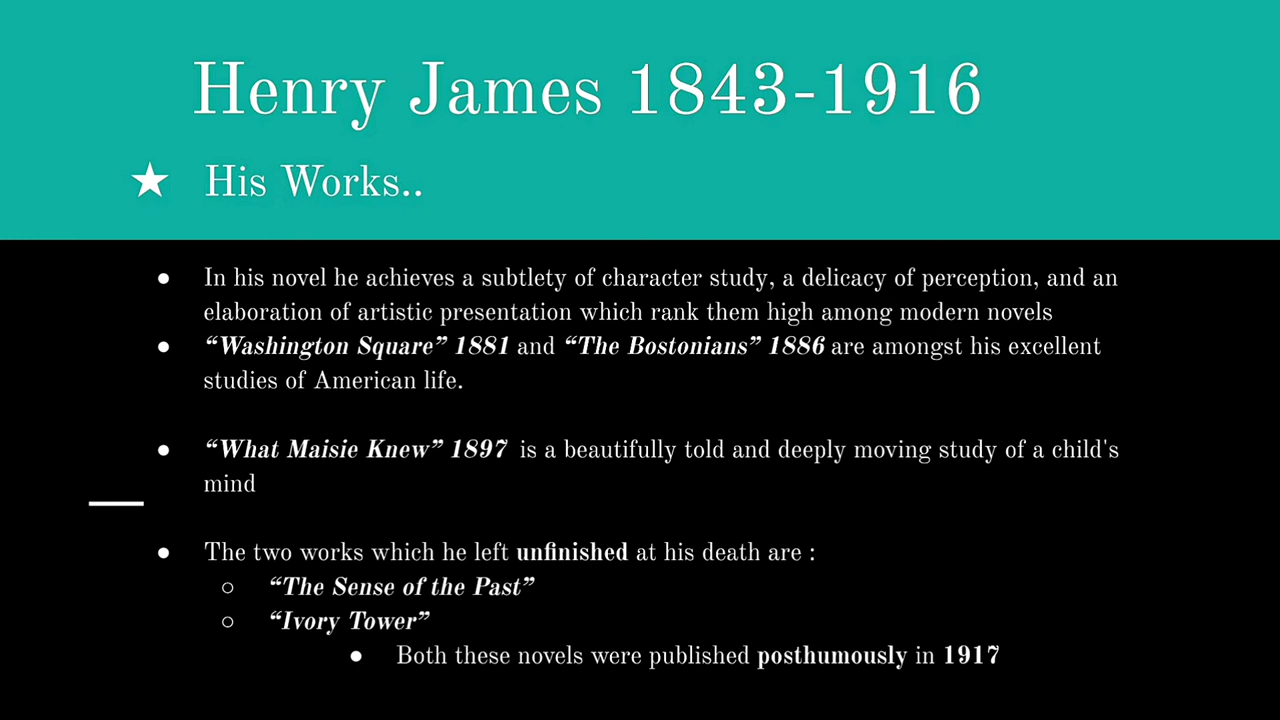 Henry James 1843-1916
★ His Works..
● In his novel he achieves a subtlety of character study, a delicacy of perception, and an
elaboration of artistic presentation which rank them high among modern novels
● “Washington Square” 1881 and “The Bostonians” 1886 are amongst his excellent
studies of American life.
● “What Maisie Knew” 1897 is a beautifully told and deeply moving study of a child's
mind
● The two works which he left unfinished at his death are :
○ “The Sense of the Past”
○ “Ivory Tower”
● Both these novels were published posthumously in 1917